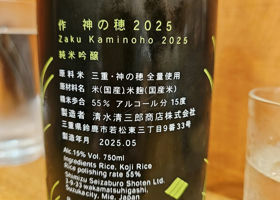 作 神の穂2025
Zaku Kaminoho 2025
純米吟醸
原料米 三重・神の穂 全量使用
原材料名 米(国産米)米麹(国産米)
精米歩合 55% アルコール分 15度
製造者 清水清三郎商店株式会社
三重県鈴鹿市若松東三丁目9番33号
製造年月 2025.05
Alc.15% Vol. 750ml
Ingredients Rice, Koji Rice
Rice polishing rate 55%
Shimizu Seizaburo Shoten Ltd.
3-9-33 wakamatsuhigashi,
Suzuka city, Mie, Japan